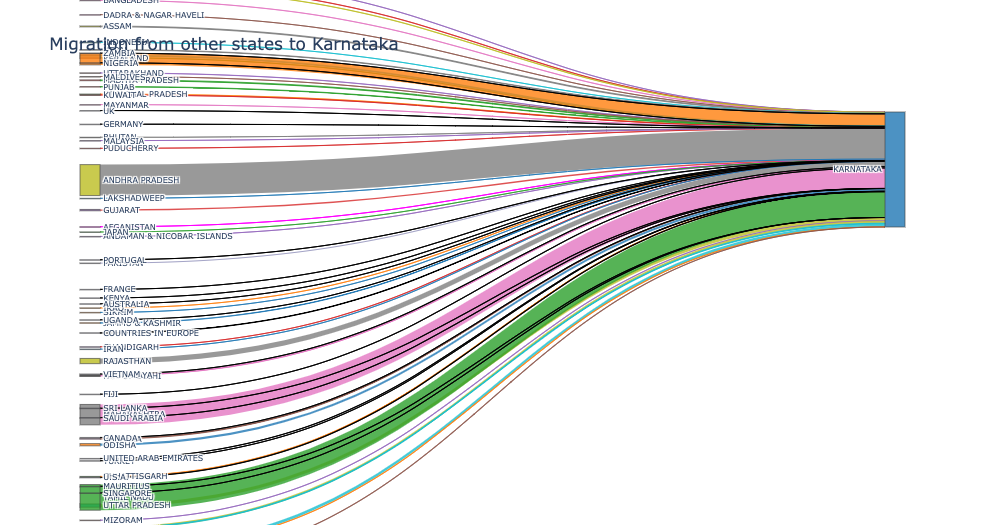 BANGLADESH
DADRA & NAGAR HAVELI
ASSAM
Migration from other states to Karnataka
ZAMBIA
NIGERIA
UTTARAKHAND
MALDIVES
PRADESH
PUNJAB
KUWAIT
MAYANMAR
UK
GERMANY
BHUTAN
MALAYSIA
PUDUCHERRY
ANDHRA PRADESH
KARNATAKA
LAKSHADWEEP
GUJARAT
AFGANISTAN
JAPAN
ANDAMAN & NICOBAR ISLANDS
PORTUGAL
FRANCE
KENYA
AUSTRALIA
SIKKIM
UGANDA
& KASHMIR
COUNTRIES IN EUROPE
IRAN
RAJASTHAN
VIETNAM
FIJI
SRI LANKA
SAUDI ARABIA
CANADA
ODISHA
UNITED ARAB EMIRATES
U.S.A
MAURITIUS
SINGAPORE
UTTAR PRADESH
MIZORAM